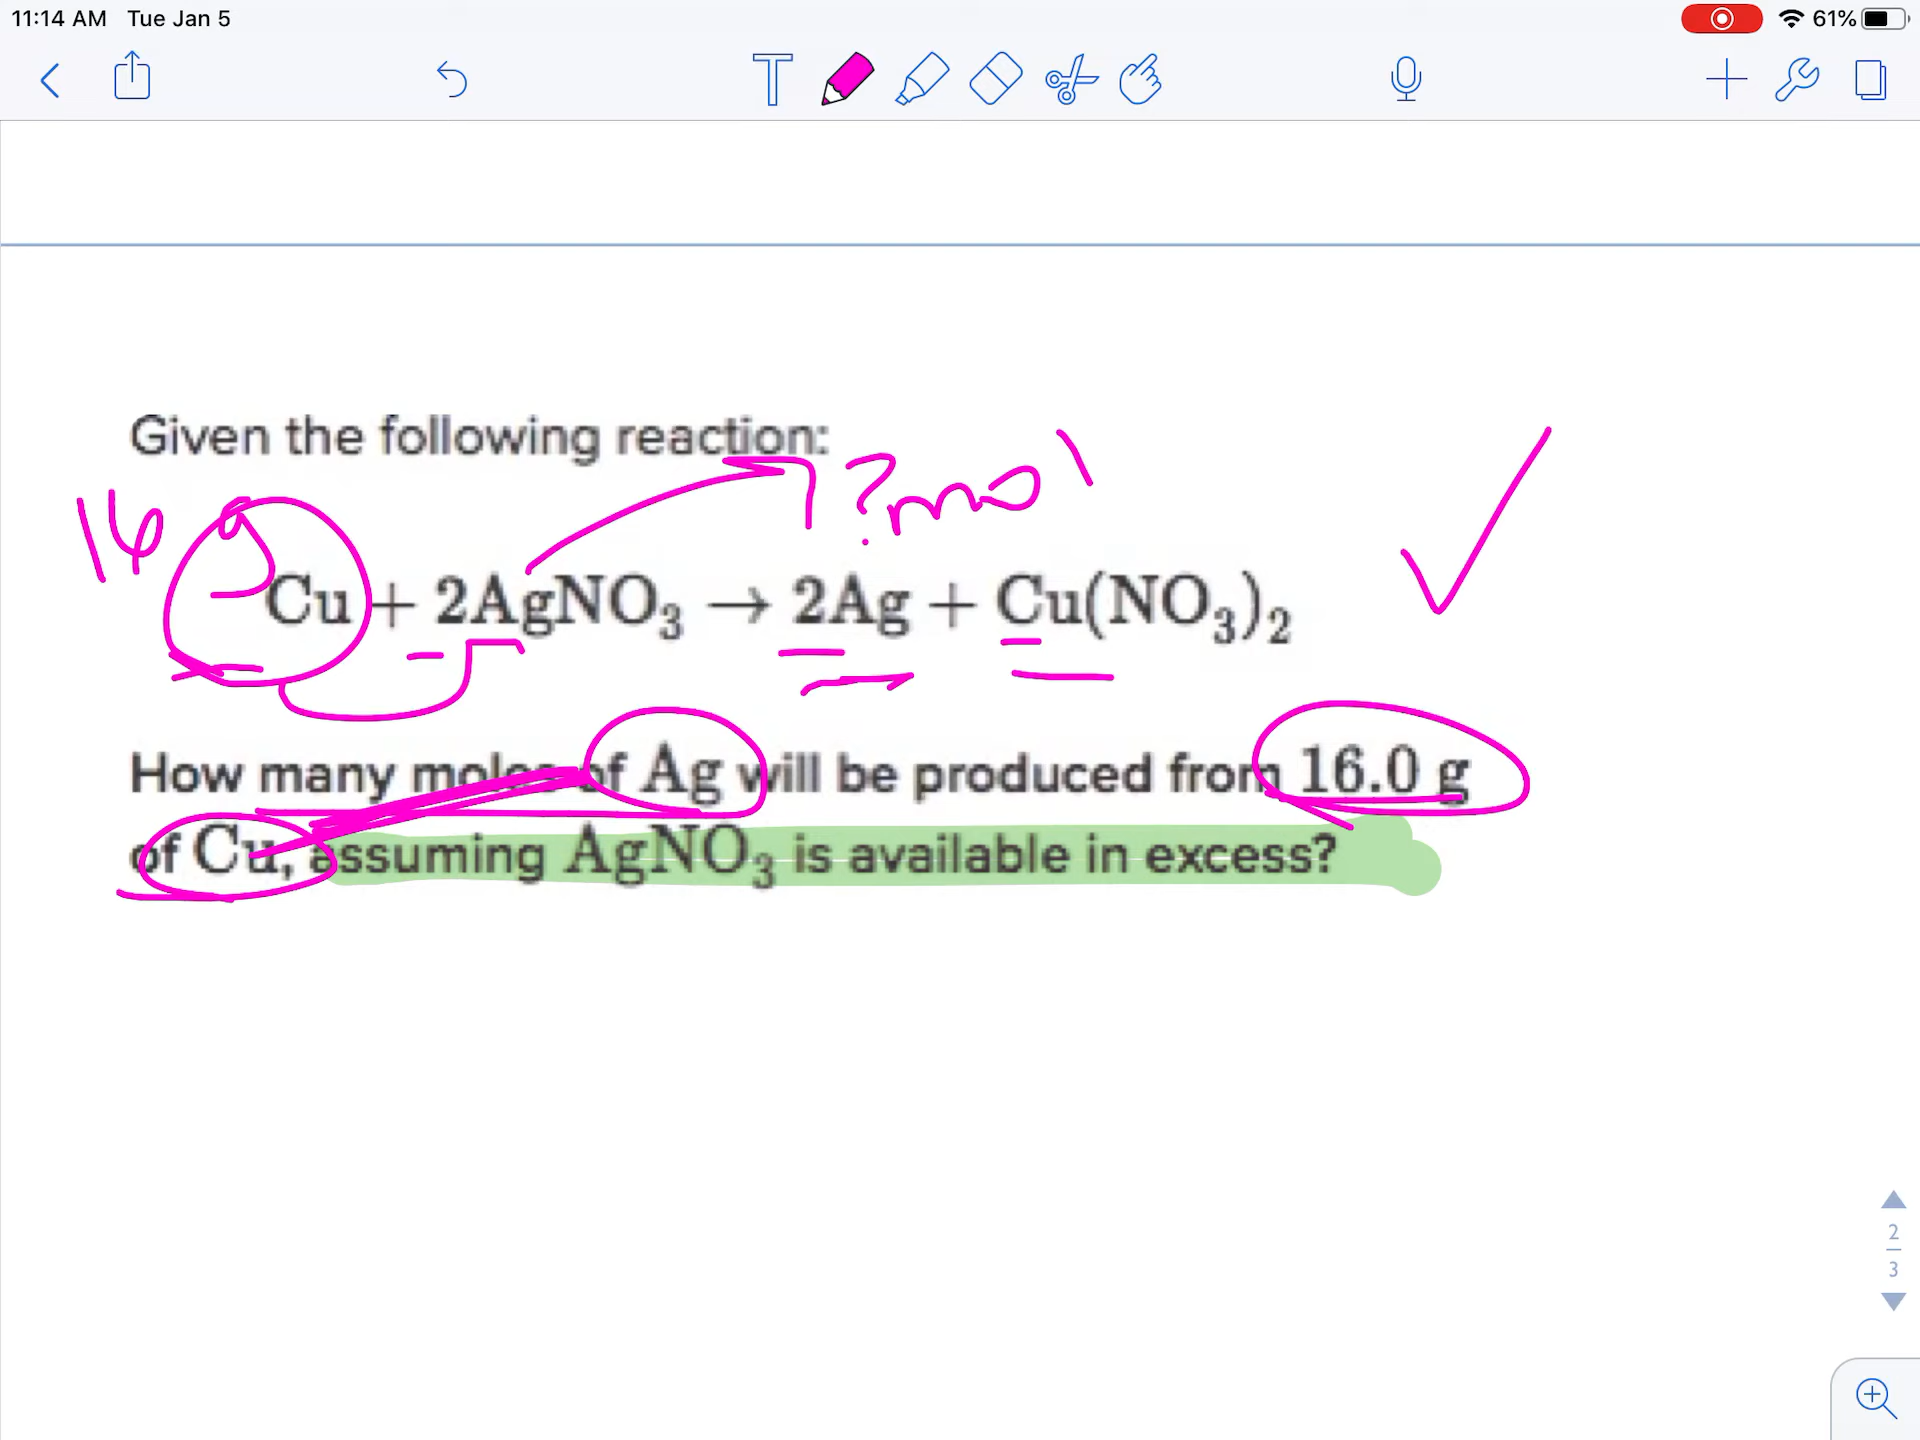 11:14 AM Tue Jan 5
61%
T
Given the following reaction:
? mol
16 g
Cu + 2AgNO₃ → 2Ag + Cu(NO₃)₂
How many moles of Ag will be produced from 16.0 g
of Cu, assuming AgNO₃ is available in excess?
2
3